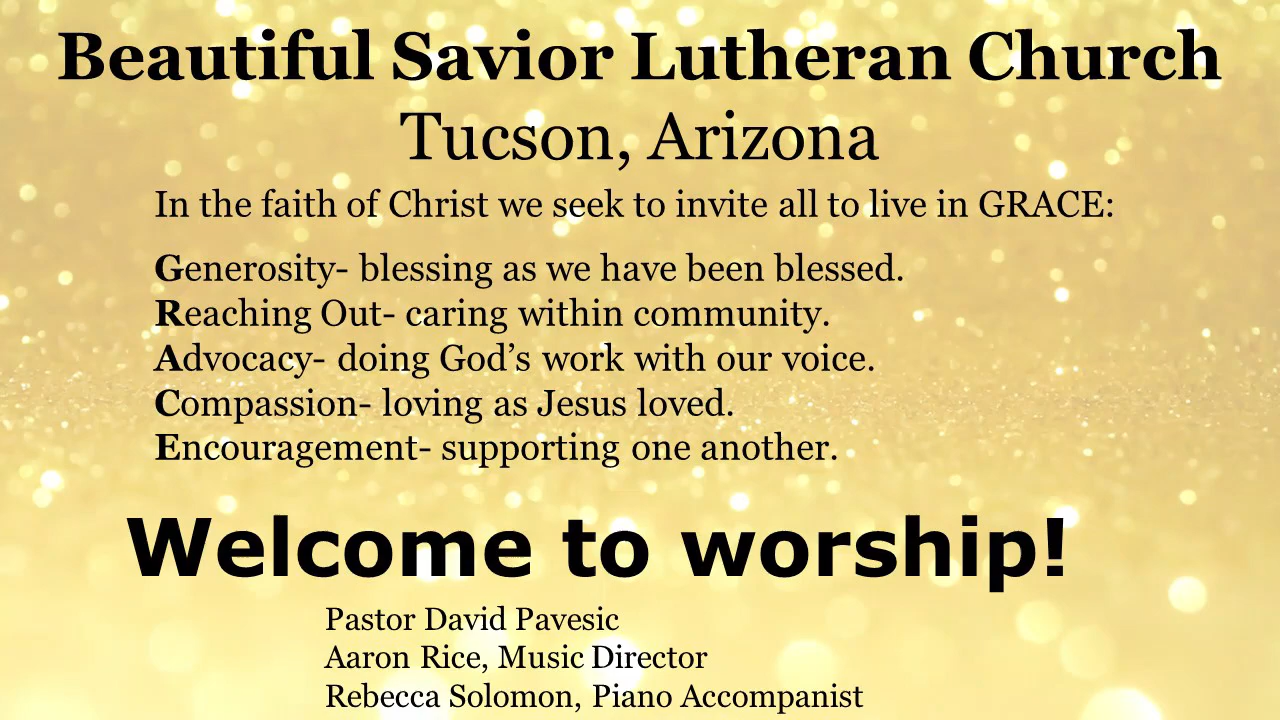 Beautiful Savior Lutheran Church
Tucson, Arizona
In the faith of Christ we seek to invite all to live in GRACE:
Generosity- blessing as we have been blessed.
Reaching Out- caring within community.
Advocacy- doing God’s work with our voice.
Compassion- loving as Jesus loved.
Encouragement- supporting one another.
Welcome to worship!
Pastor David Pavesic
Aaron Rice, Music Director
Rebecca Solomon, Piano Accompanist